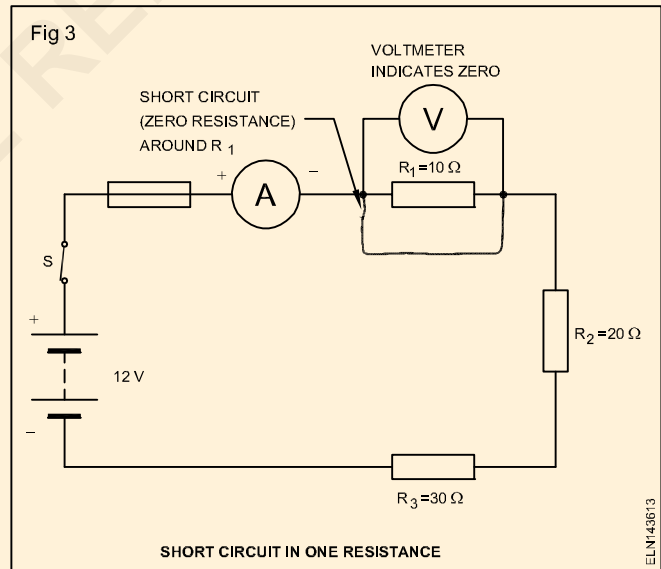 Fig 3
VOLTMETER
INDICATES ZERO
SHORT CIRCUIT
(ZERO RESISTANCE)
AROUND R 1
V
R1=10 Ω
+
A
–
S
+
12 V
–
R2=20 Ω
R3=30 Ω
SHORT CIRCUIT IN ONE RESISTANCE
ELN143613